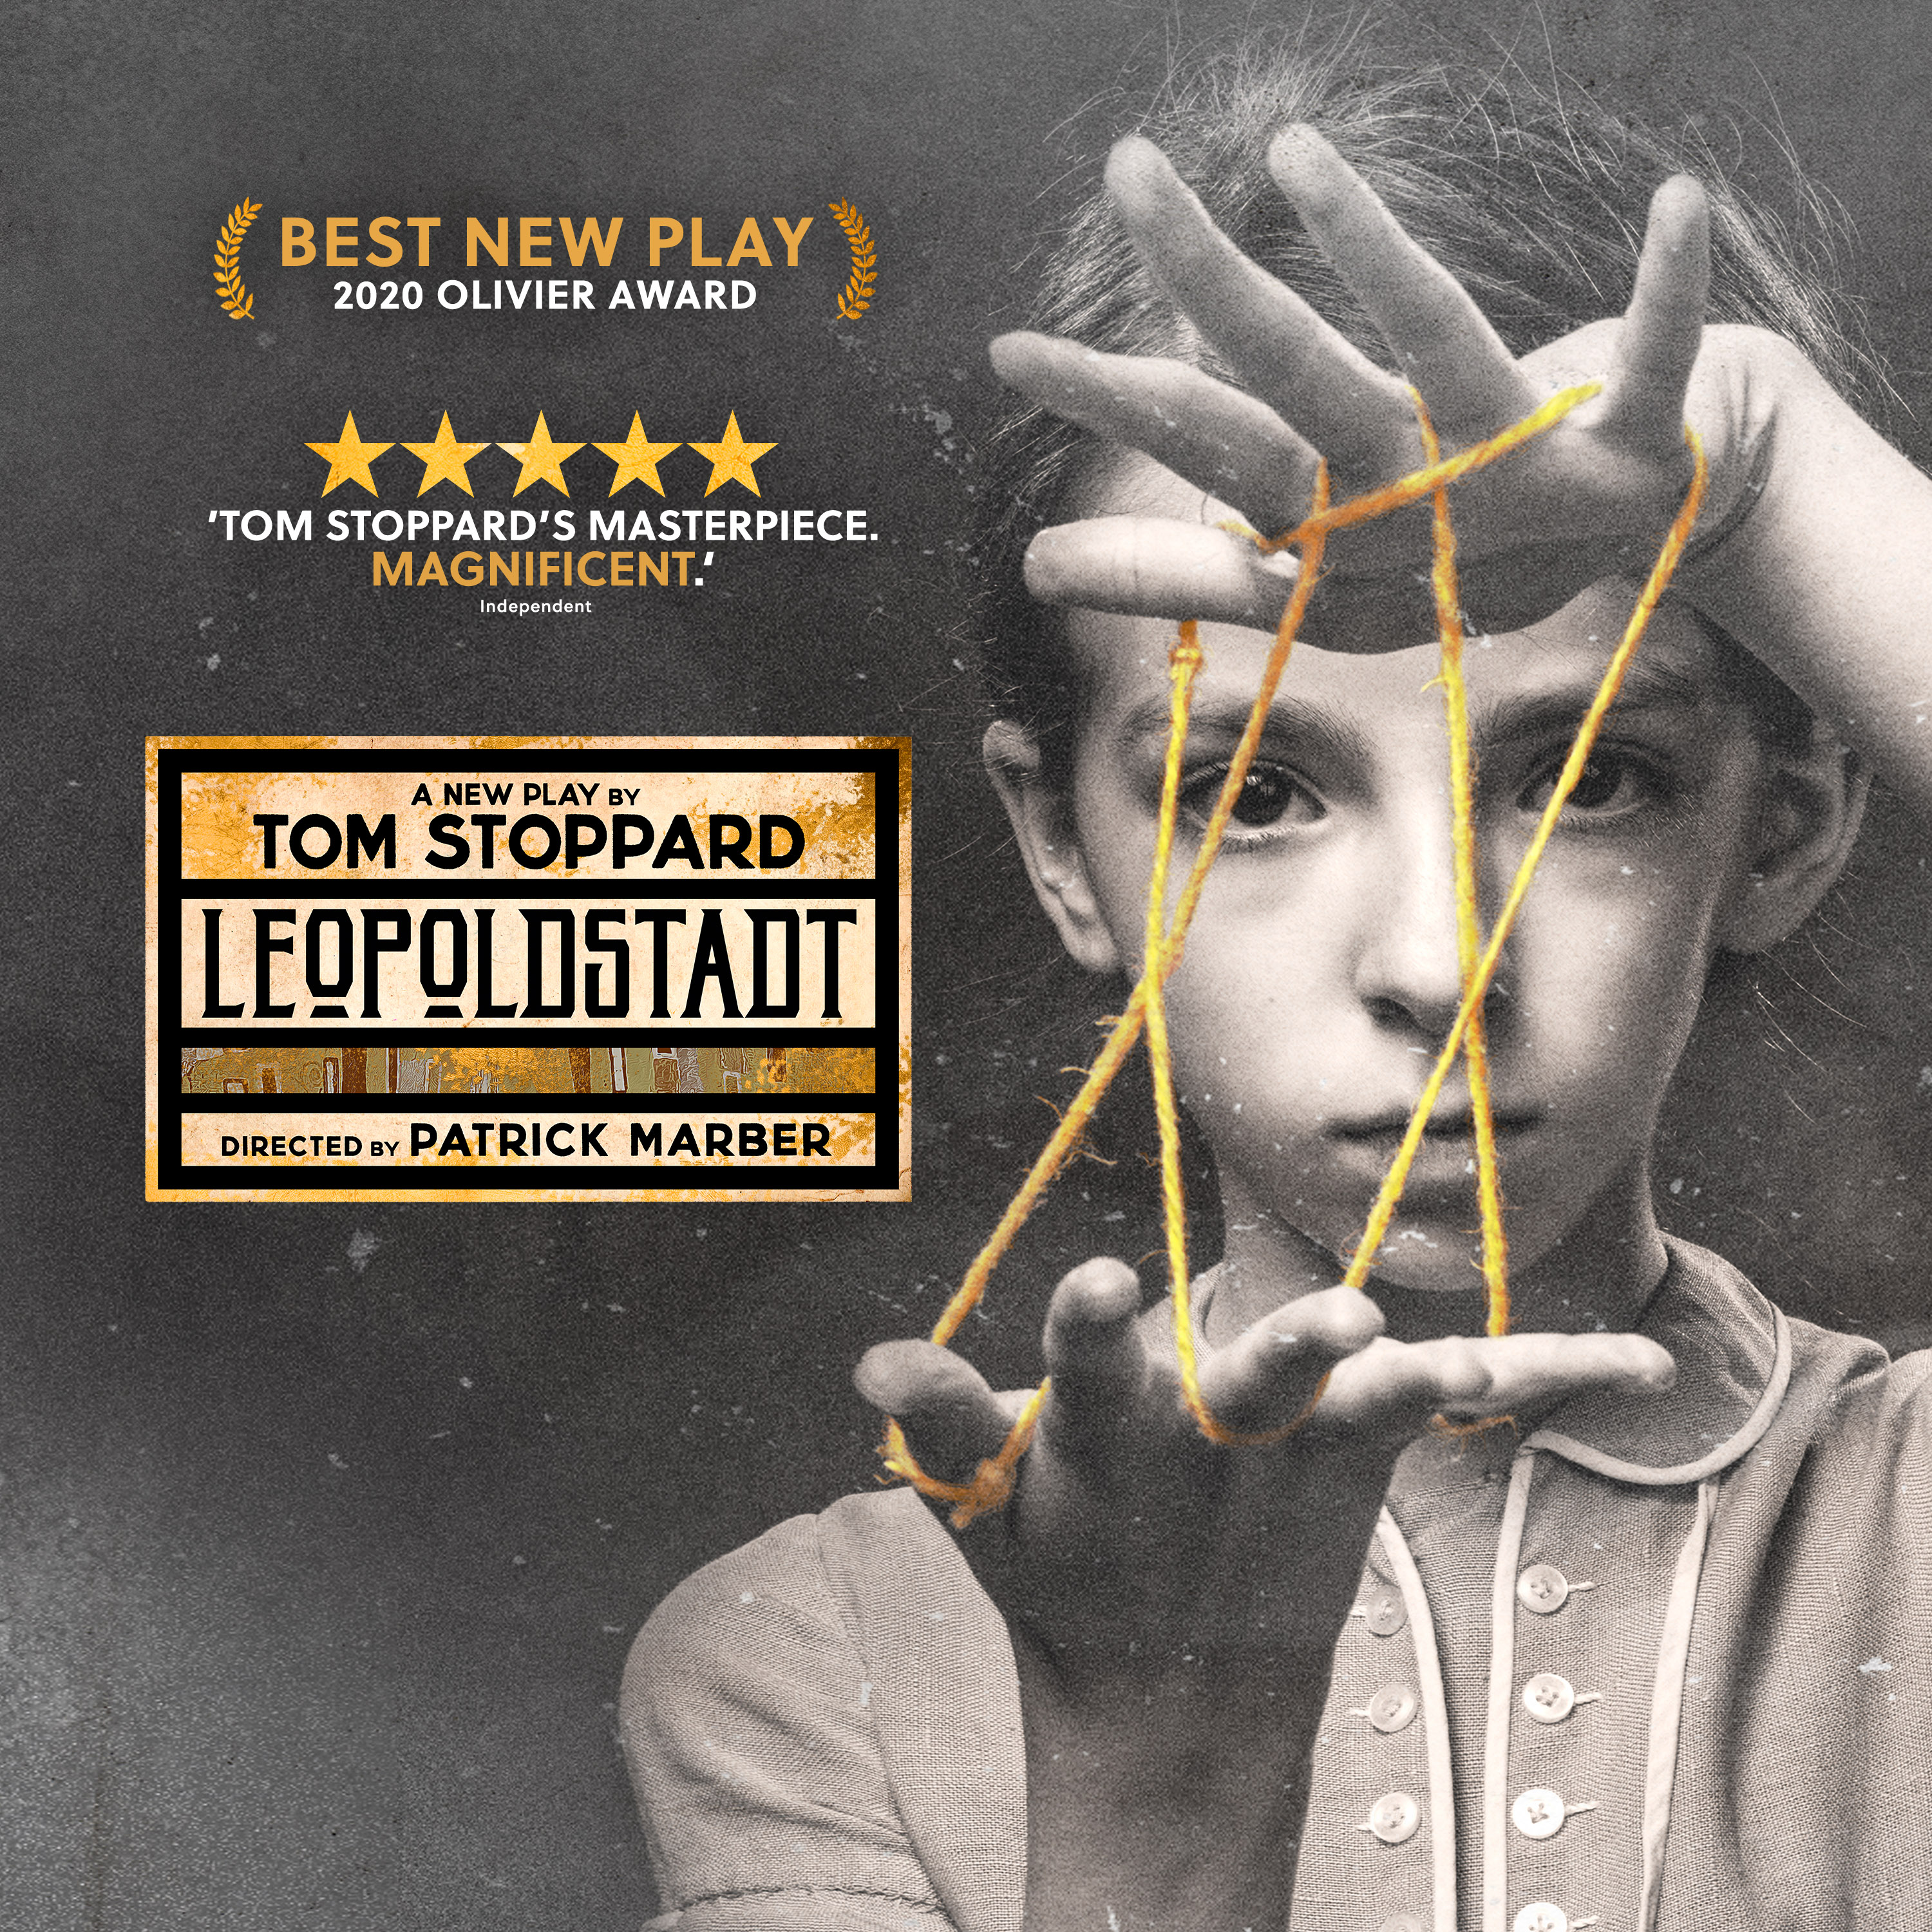 BEST NEW PLAY
2020 OLIVIER AWARD
'TOM STOPPARD'S MASTERPIECE.
MAGNIFICENT.'
Independent
A NEW PLAY BY
TOM STOPPARD
LEOPOLDSTADT
DIRECTED BY PATRICK MARBER